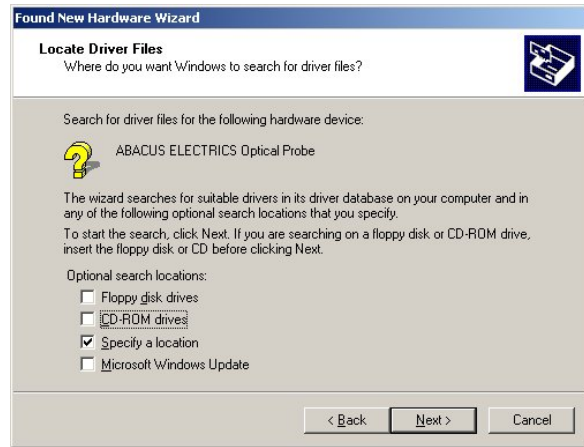 Found New Hardware Wizard
Locate Driver Files
Where do you want Windows to search for driver files?
Search for driver files for the following hardware device:
ABACUS ELECTRICS Optical Probe
The wizard searches for suitable drivers in its driver database on your computer and in
any of the following optional search locations that you specify.
To start the search, click Next. If you are searching on a floppy disk or CD-ROM drive,
insert the floppy disk or CD before clicking Next.
Optional search locations:
Floppy disk drives
CD-ROM drives
Specify a location
Microsoft Windows Update
< Back Next > Cancel